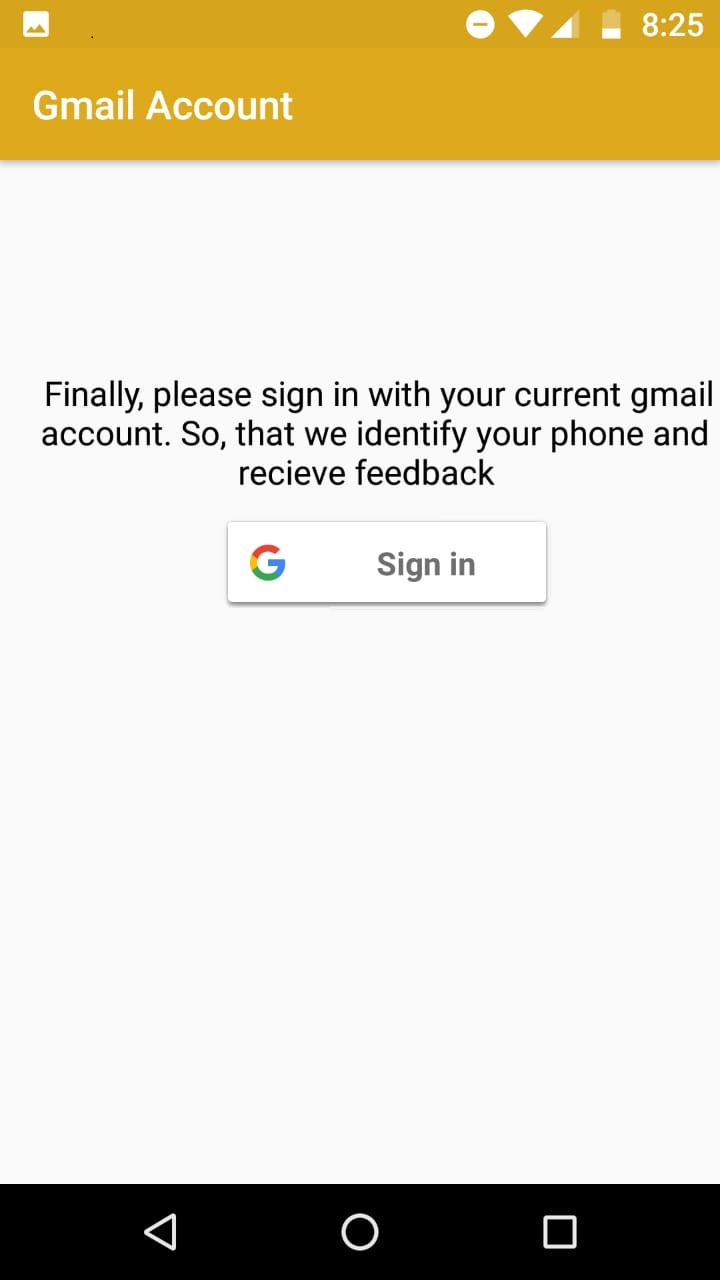 8:25
Gmail Account
Finally, please sign in with your current gmail
account. So, that we identify your phone and
recieve feedback
Sign in